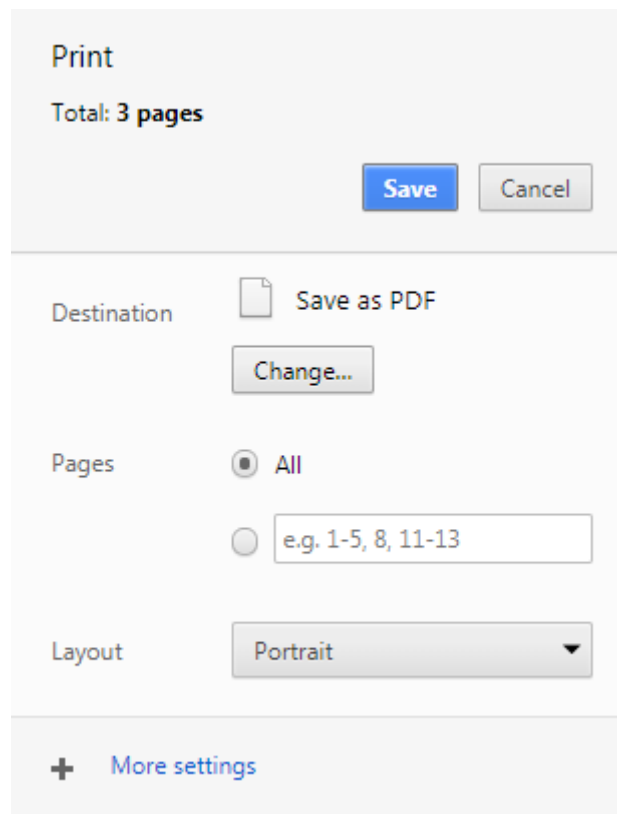 Print
Total: 3 pages
Save Cancel
Destination Save as PDF
Change...
Pages All
e.g. 1-5, 8, 11-13
Layout Portrait
More settings